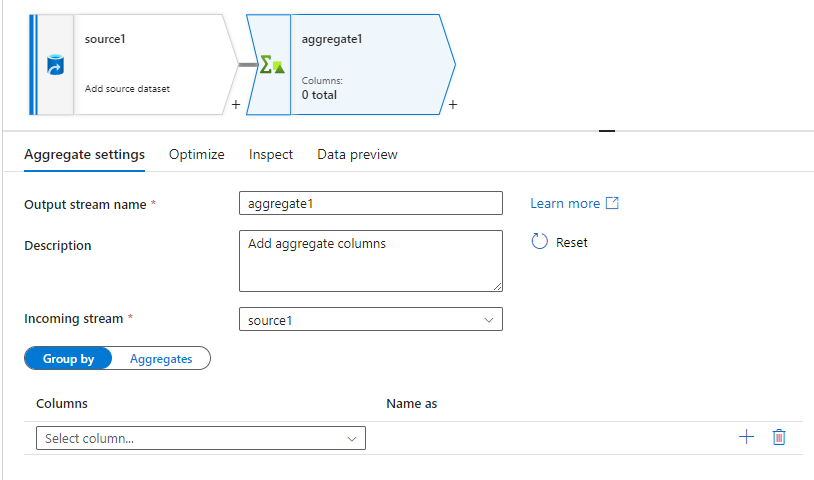 source1
Add source dataset
+
aggregate1
Columns:
0 total
+
Aggregate settings
Optimize
Inspect
Data preview
Output stream name *
aggregate1
Learn more
Description
Add aggregate columns
Reset
Incoming stream *
source1
Group by
Aggregates
Columns
Name as
Select column...